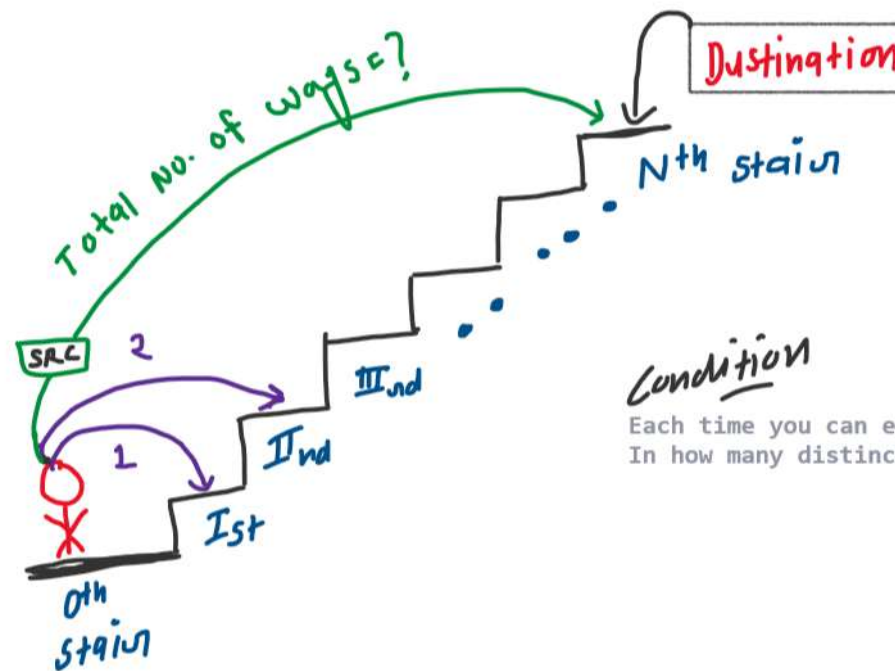 Dustination
Total No. of ways=?
Nth stair
SRC
2
1
IIInd
IInd
Ist
0th
stair
Condition
Each time you can e
In how many distinc